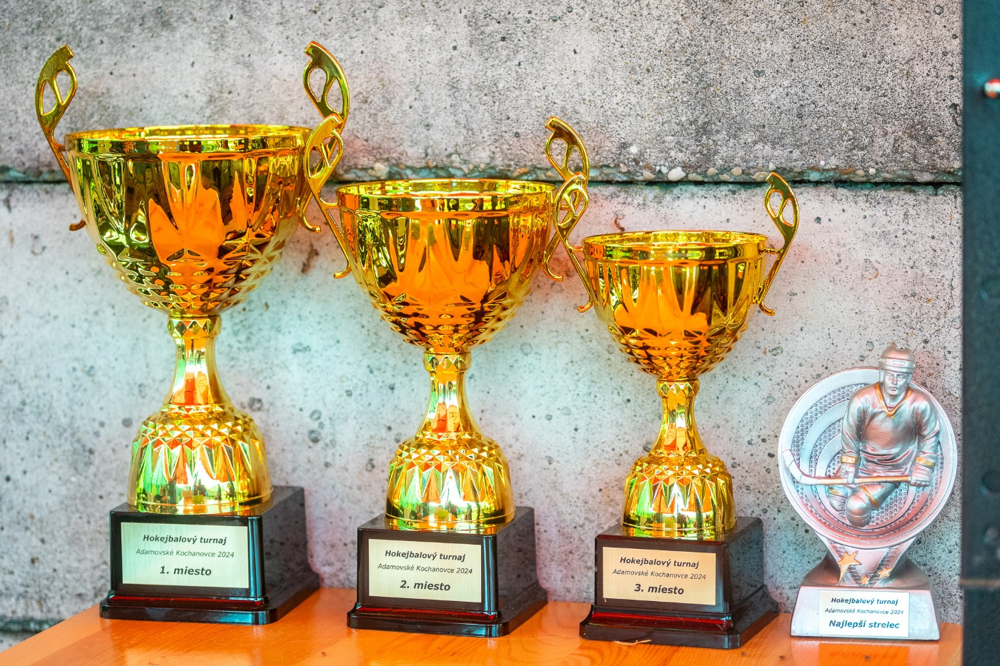 Hokejbalový turnaj
Adamovské Kochanovce 2024
1. miesto
Hokejbalový turnaj
Adamovské Kochanovce 2024
2. miesto
Hokejbalový turnaj
Adamovské Kochanovce 2024
3. miesto
Hokejbalový turnaj
Adamovské Kochanovce 2024
Najlepší strelec